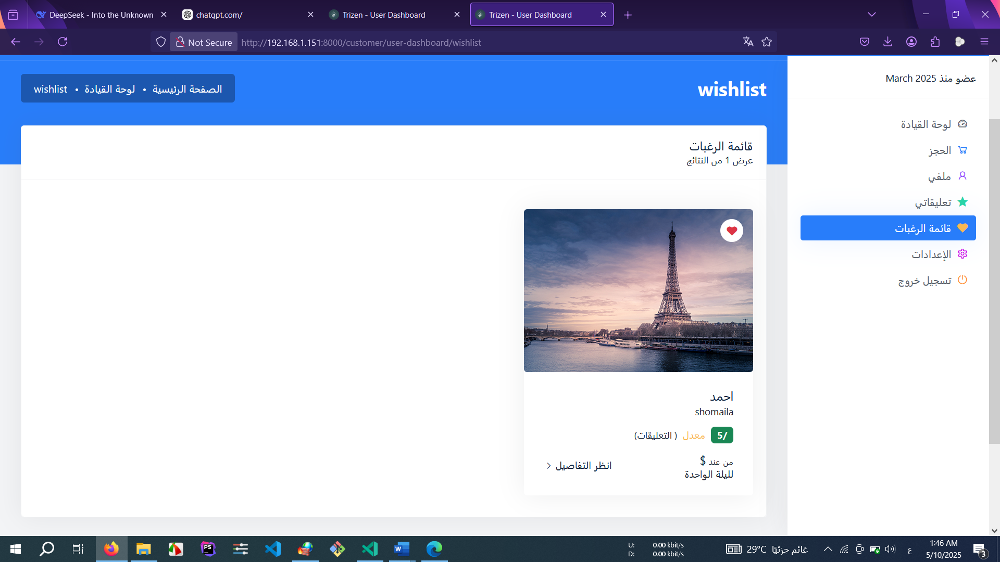 DeepSeek - Into the Unknown
chatgpt.com/
Trizen - User Dashboard
Trizen - User Dashboard
Not Secure
http://192.168.1.151:8000/customer/user-dashboard/wishlist
عضو منذ March 2025
wishlist
الصفحة الرئيسية • لوحة القيادة • wishlist
لوحة القيادة
الحجز
ملفي
تعليقاتي
قائمة الرغبات
الإعدادات
تسجيل خروج
قائمة الرغبات
عرض 1 من النتائج
احمد
shomaila
5/ معدل ( التعليقات)
من عند $
لليلة الواحدة
انظر التفاصيل
PS
W
U: 0.00 kbit/s
D: 0.00 kbit/s
29°C غائم جزئيًا
ع
1:46 AM
5/10/2025
3